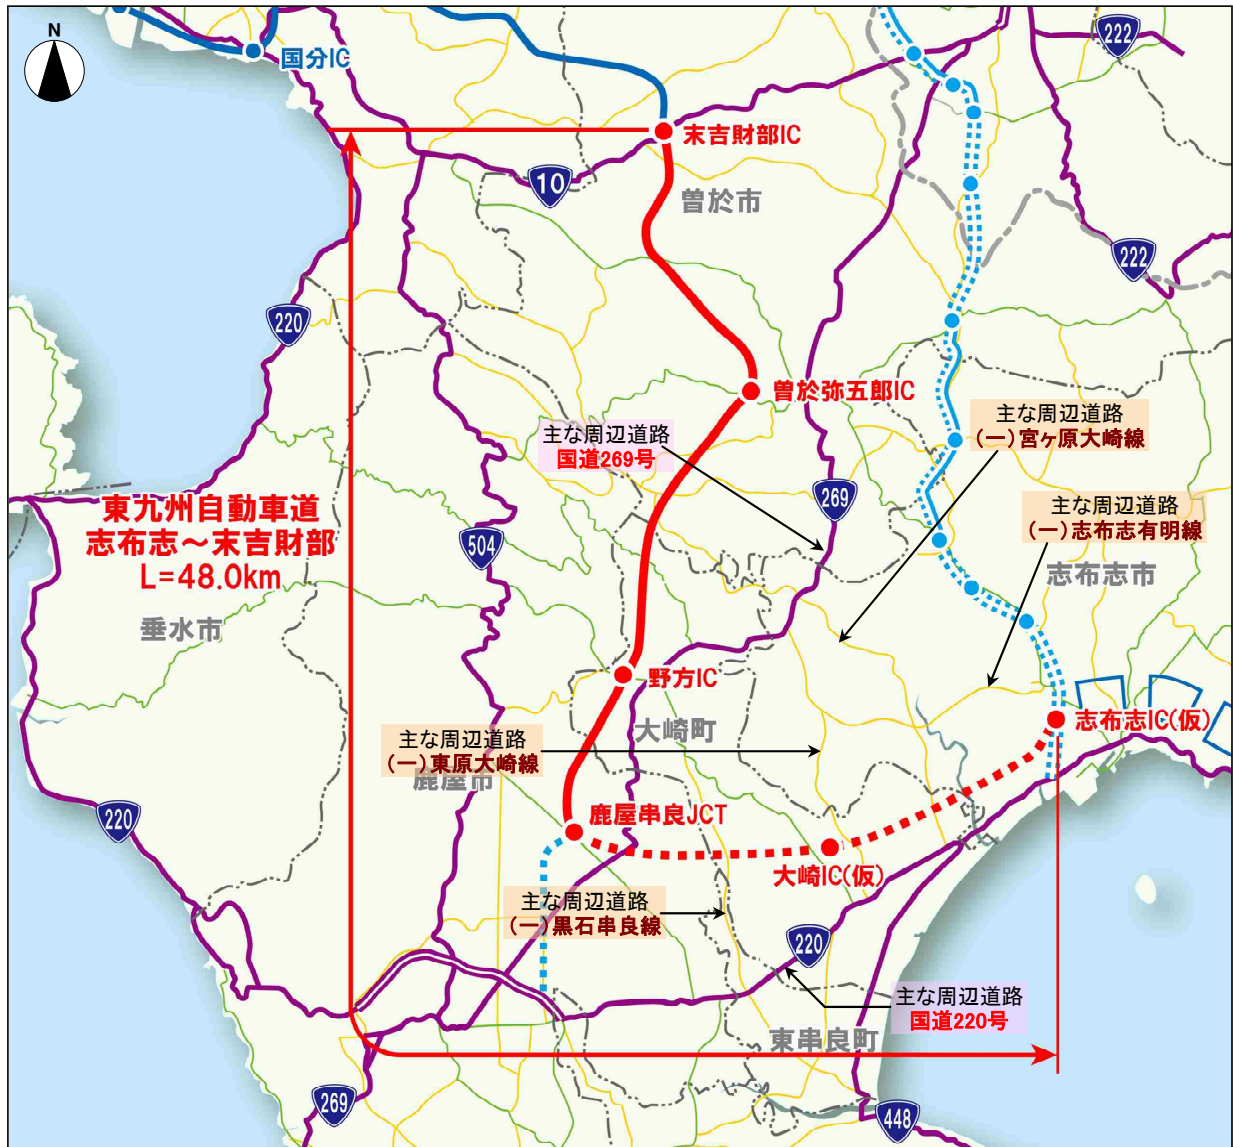 N
国分IC
222
末吉財部IC
10
曽於市
222
220
曽於弥五郎IC
主な周辺道路
(一)宮ヶ原大崎線
主な周辺道路
国道269号
269
主な周辺道路
(一)志布志有明線
東九州自動車道
志布志～末吉財部
L=48.0km
504
志布志市
垂水市
野方IC
志布志IC(仮)
大崎町
主な周辺道路
(一)東原大崎線
鹿屋市
220
鹿屋串良JCT
大崎IC(仮)
主な周辺道路
(一)黒石串良線
220
主な周辺道路
国道220号
東串良町
269
448